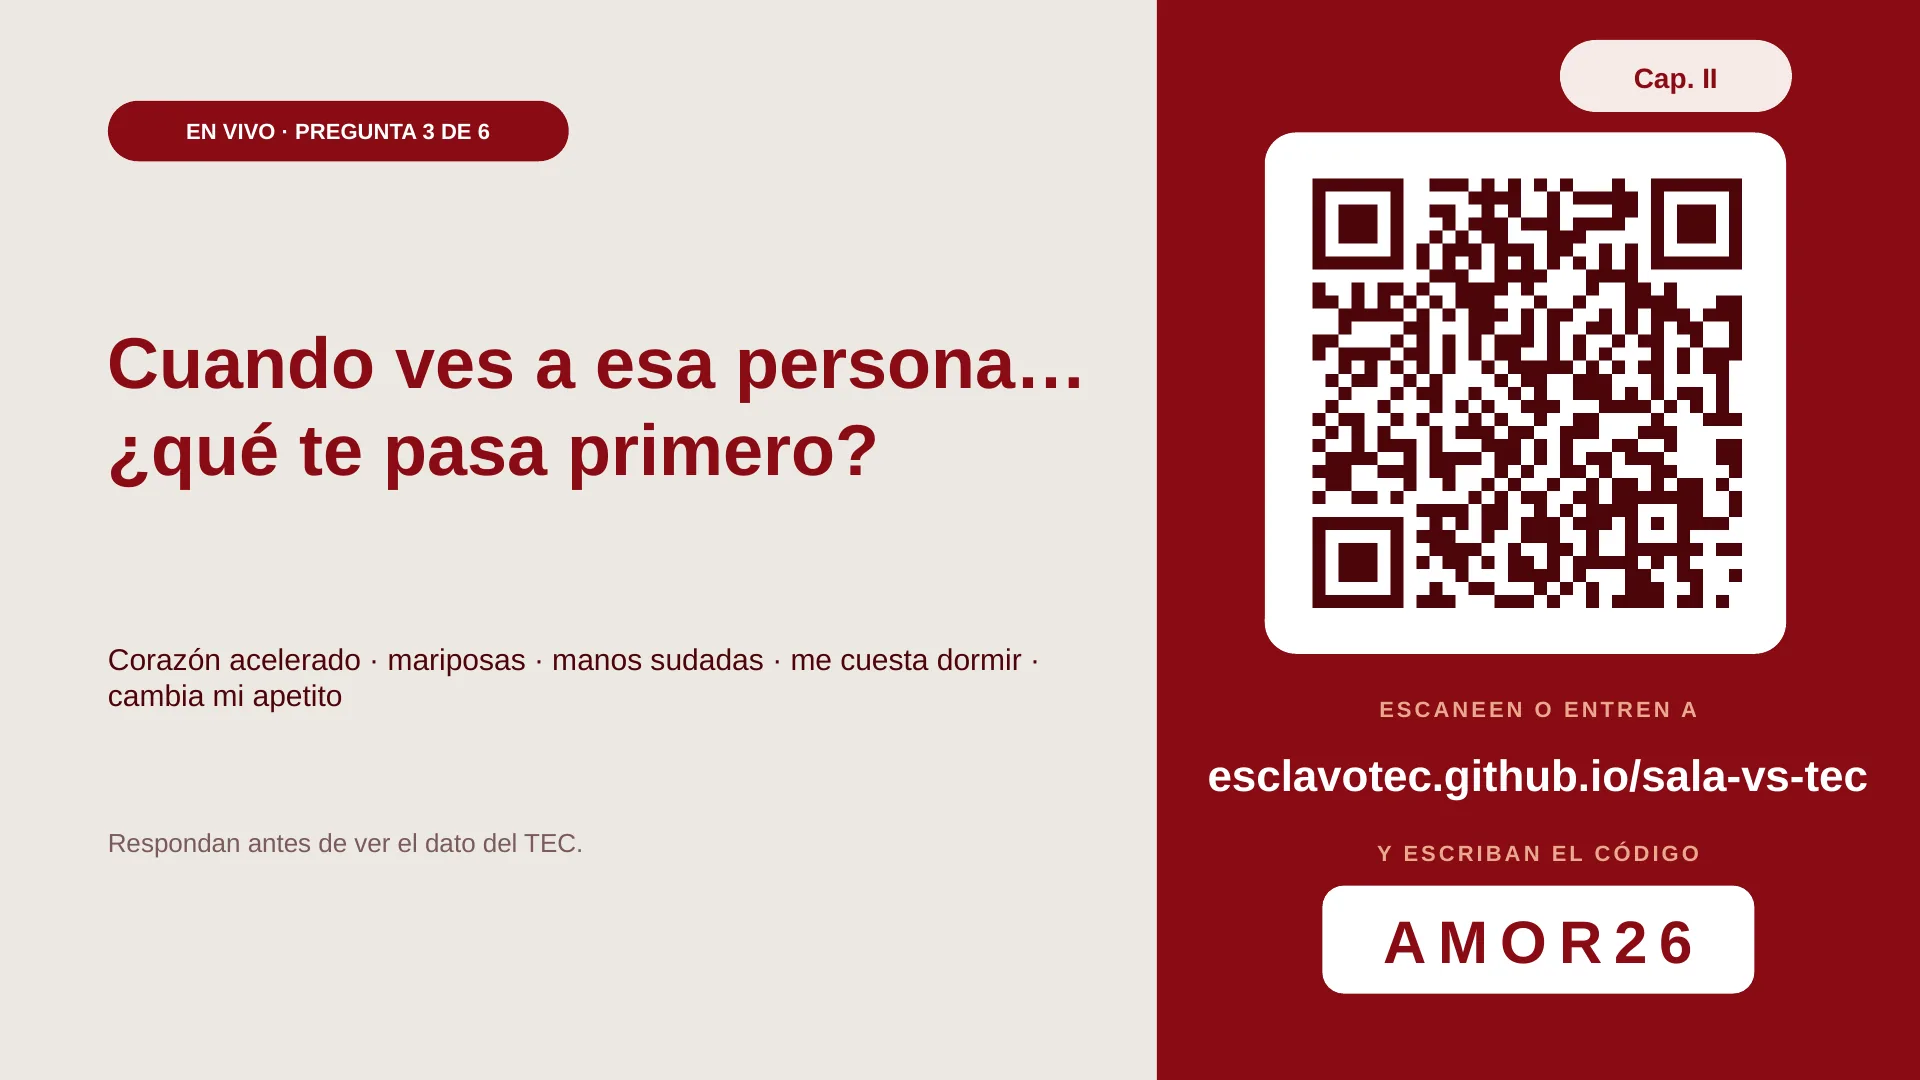 EN VIVO · PREGUNTA 3 DE 6
Cuando ves a esa persona…
¿qué te pasa primero?
Corazón acelerado · mariposas · manos sudadas · me cuesta dormir ·
cambia mi apetito
Respondan antes de ver el dato del TEC.
Cap. II
ESCANEEN O ENTREN A
esclavotec.github.io/sala-vs-tec
Y ESCRIBAN EL CÓDIGO
AMOR26